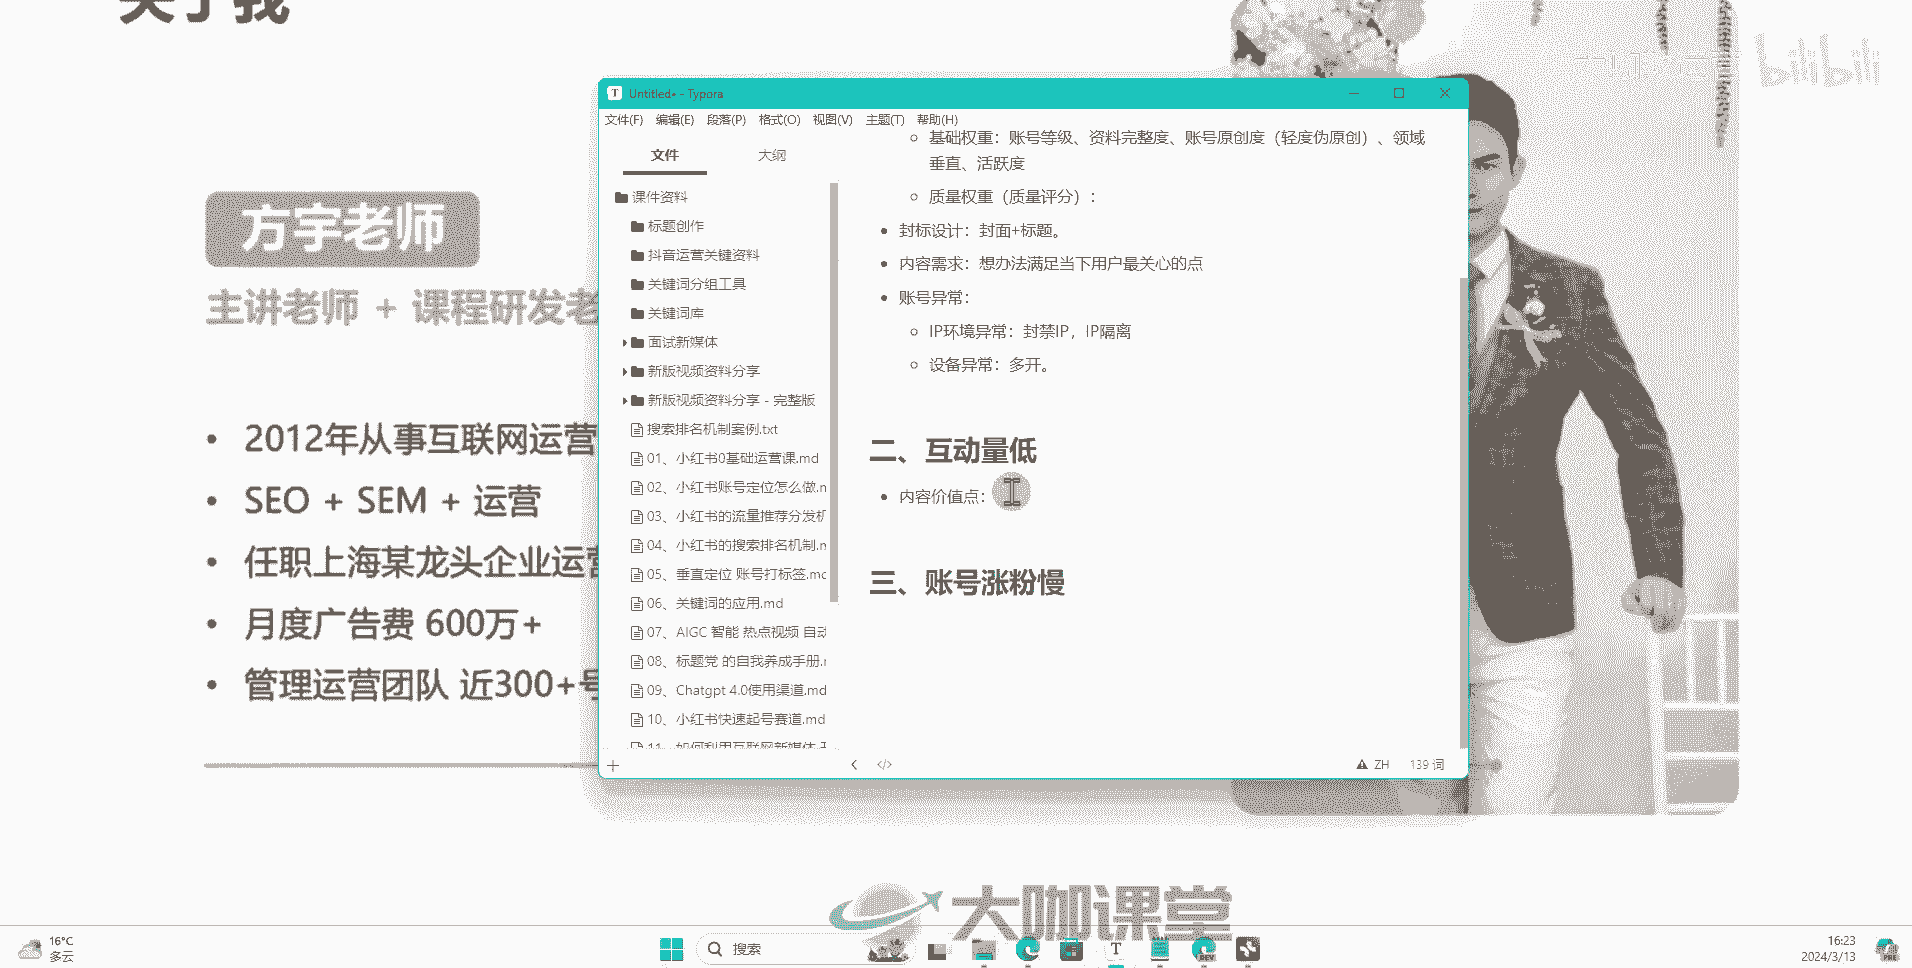 关于我
bilibili
方宇老师
主讲老师 + 课程研发老
2012年从事互联网运营
SEO + SEM + 运营
任职上海某龙头企业运营
月度广告费 600万+
管理运营团队 近300+号
Untitled• - Typora
文件(F) 编辑(E) 段落(P) 格式(O) 视图(V) 主题(T) 帮助(H)
文件 大纲
课件资料
标题创作
抖音运营关键资料
关键词分组工具
关键词库
面试新媒体
新版视频资料分享
新版视频资料分享 - 完整版
搜索排名机制案例.txt
01、小红书0基础运营课.md
02、小红书账号定位怎么做.m
03、小红书的流量推荐分发机
04、小红书的搜索排名机制.m
05、垂直定位 账号打标签.mc
06、关键词的应用.md
07、AIGC 智能 热点视频 自动
08、标题党 的自我养成手册.r
09、Chatgpt 4.0使用渠道.md
10、小红书快速起号赛道.md
11、如何利用互联网新媒体
基础权重：账号等级、资料完整度、账号原创度（轻度伪原创）、领域
垂直、活跃度
质量权重（质量评分）：
封标设计：封面+标题。
内容需求：想办法满足当下用户最关心的点
账号异常：
IP环境异常：封禁IP，IP隔离
设备异常：多开。
二、互动量低
内容价值点：
三、账号涨粉慢
ZH 139 词
大咖课堂
16°C
多云
搜索
DEV
16:23
2024/3/13
PRE